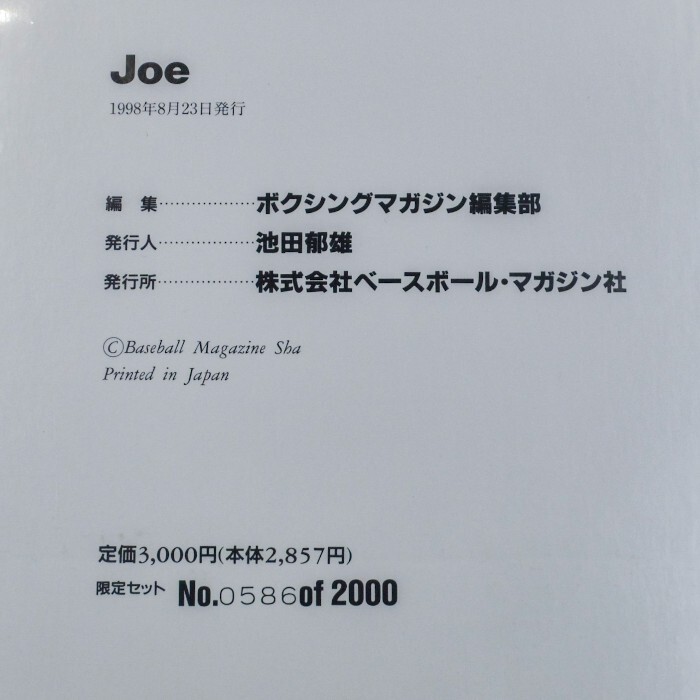 Joe
1998年8月23日発行
編 集………………ボクシングマガジン編集部
発行人………………池田郁雄
発行所………………株式会社ベースボール・マガジン社
©Baseball Magazine Sha
Printed in Japan
定価3,000円(本体2,857円)
限定セット No.0586of 2000